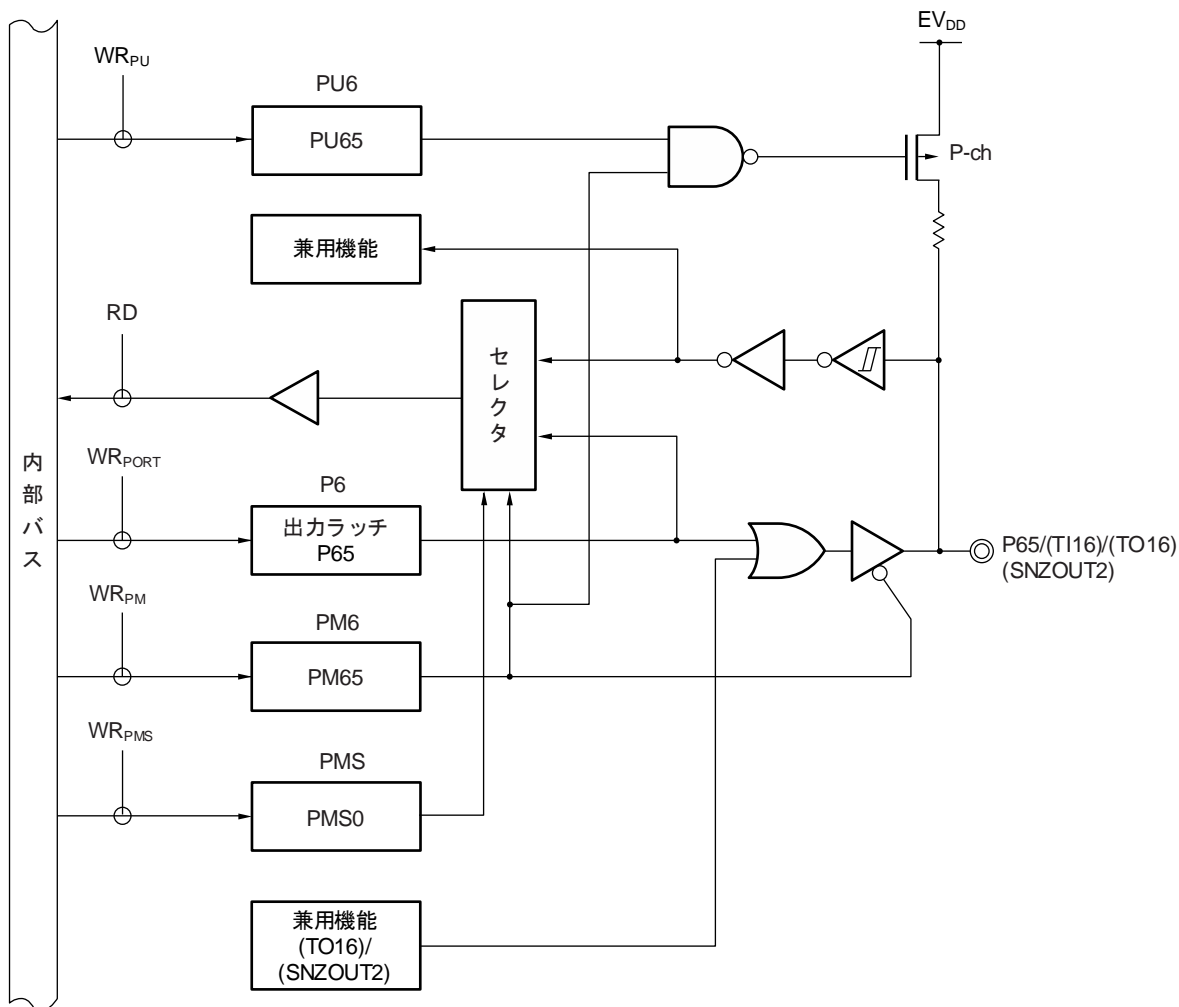 EVDD
WRPU
PU6
PU65
P-ch
兼用機能
RD
セレクタ
WRPORT
P6
内部バス
出力ラッチ
P65
P65/(TI16)/(TO16)
(SNZOUT2)
WRPM
PM6
PM65
WRPMS
PMS
PMS0
兼用機能
(TO16)/
(SNZOUT2)